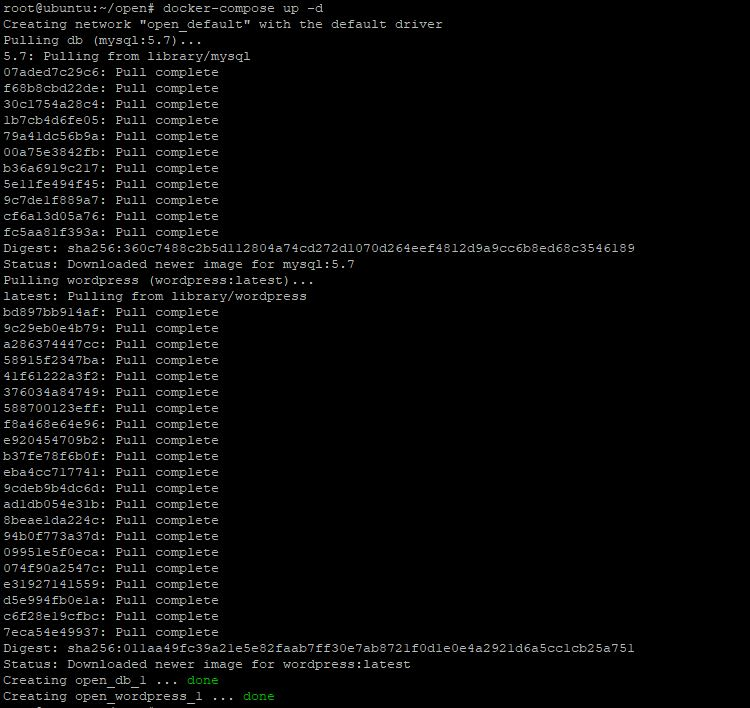 root@ubuntu:~/open# docker-compose up -d
Creating network "open_default" with the default driver
Pulling db (mysql:5.7)...
5.7: Pulling from library/mysql
07aded7c29c6: Pull complete
f68b8cbd22de: Pull complete
30c1754a28c4: Pull complete
1b7cb4d6fe05: Pull complete
79a41dc56b9a: Pull complete
00a75e3842fb: Pull complete
b36a6919c217: Pull complete
5e11fe494f45: Pull complete
9c7de1f889a7: Pull complete
cf6a13d05a76: Pull complete
fc5aa81f393a: Pull complete
Digest: sha256:360c7488c2b5d112804a74cd272d1070d264eef4812d9a9cc6b8ed68c3546189
Status: Downloaded newer image for mysql:5.7
Pulling wordpress (wordpress:latest)...
latest: Pulling from library/wordpress
bd897bb914af: Pull complete
9c29eb0e4b79: Pull complete
a286374447cc: Pull complete
58915f2347ba: Pull complete
41f61222a3f2: Pull complete
376034a84749: Pull complete
588700123eff: Pull complete
f8a468e64e96: Pull complete
e920454709b2: Pull complete
b37fe78f6b0f: Pull complete
eba4cc717741: Pull complete
9cdeb9b4dc6d: Pull complete
ad1db054e31b: Pull complete
8beae1da224c: Pull complete
94b0f773a37d: Pull complete
09951e5f0eca: Pull complete
074f90a2547c: Pull complete
e31927141559: Pull complete
d5e994fb0e1a: Pull complete
c6f28e19cfbc: Pull complete
7eca54e49937: Pull complete
Digest: sha256:011aa49fc39a21e5e82faab7ff30e7ab8721f0d1e0e4a2921d6a5cc1cb25a751
Status: Downloaded newer image for wordpress:latest
Creating open_db_1 ... done
Creating open_wordpress_1 ... done